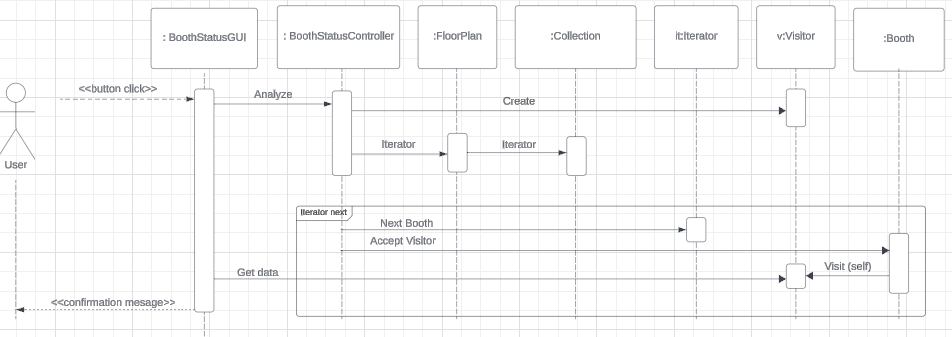 : BoothStatusGUI
: BoothStatusController
:FloorPlan
:Collection
it:Iterator
v:Visitor
:Booth
<<button click>>
Analyze
Create
Iterator
Iterator
User
Iterator next
Next Booth
Accept Visitor
Visit (self)
Get data
<<confirmation mesage>>